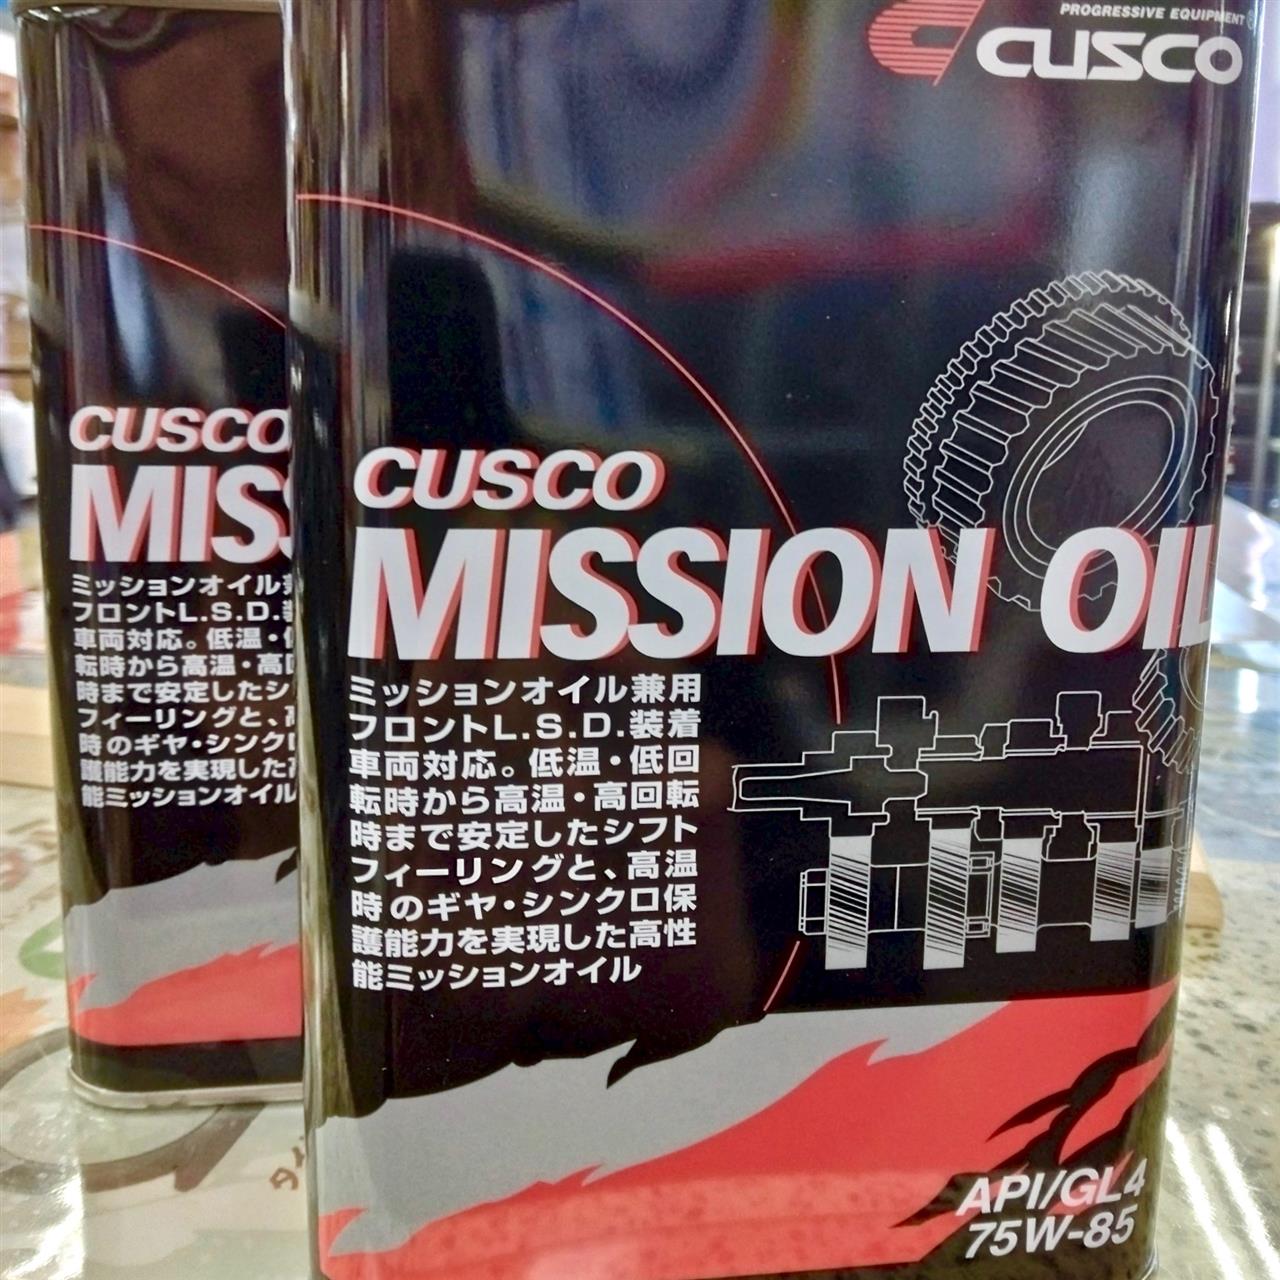 PROGRESSIVE EQUIPMENT
CUSCO
CUSCO
MISSION OIL
ミッションオイル兼用
フロントL.S.D.装着
車両対応。低温・低回
転時から高温・高回転
時まで安定したシフト
フィーリングと、高温
時のギヤ・シンクロ保
護能力を実現した高性
能ミッションオイル
API/GL4
75W-85
CUSCO
MISS
ミッションオイル兼
フロントL.S.D.装
車両対応。低温・低
転時から高温・高回
時まで安定したシフ
フィーリングと、高
時のギヤ・シンクロ
護能力を実現した高
能ミッションオイル